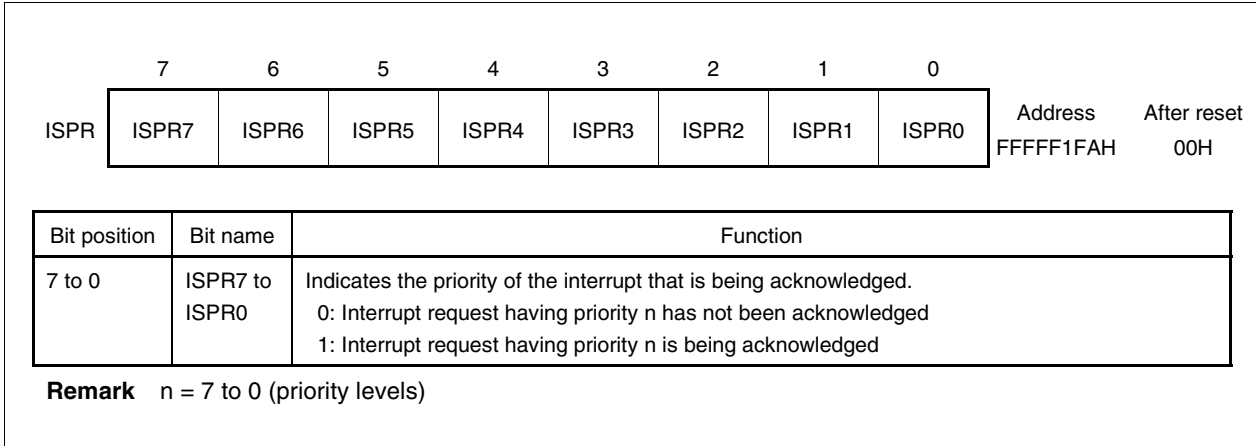 7 6 5 4 3 2 1 0
ISPR ISPR7 ISPR6 ISPR5 ISPR4 ISPR3 ISPR2 ISPR1 ISPR0 Address After reset
FFFFF1FAH 00H
Bit position Bit name Function
7 to 0 ISPR7 to Indicates the priority of the interrupt that is being acknowledged.
ISPR0 0: Interrupt request having priority n has not been acknowledged
1: Interrupt request having priority n is being acknowledged
Remark n = 7 to 0 (priority levels)